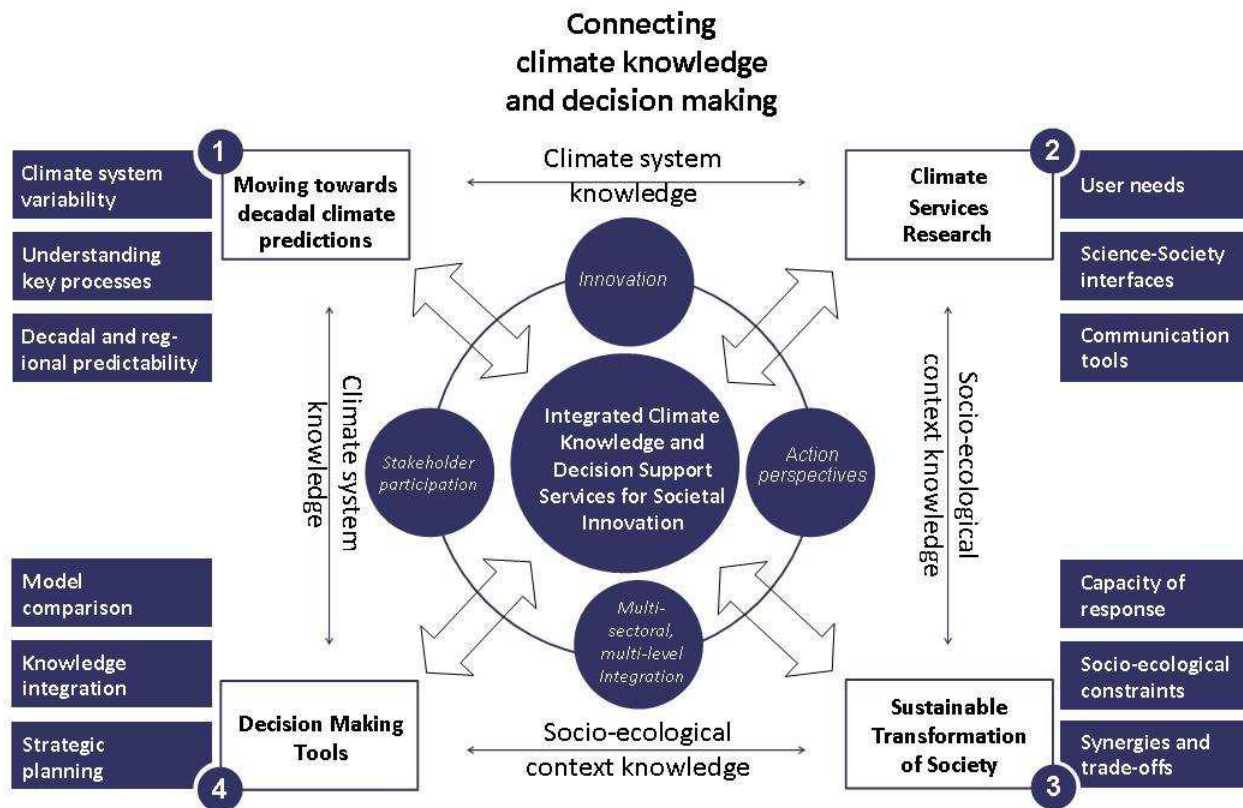 Connecting
climate knowledge
and decision making
1
Moving towards
decadal climate
predictions
Climate system
variability
Understanding
key processes
Decadal and reg-
ional predictability
Climate system
knowledge
2
Climate
Services
Research
User needs
Science-Society
interfaces
Communication
tools
Innovation
Climate system
knowledge
Stakeholder
participation
Integrated Climate
Knowledge and
Decision Support
Services for Societal
Innovation
Action
perspectives
Socio-ecological
context knowledge
Multi-
sectoral,
multi-level
Integration
Model
comparison
Knowledge
integration
Strategic
planning
4
Decision Making
Tools
Socio-ecological
context knowledge
Sustainable
Transformation
of Society
3
Capacity of
response
Socio-ecological
constraints
Synergies and
trade-offs